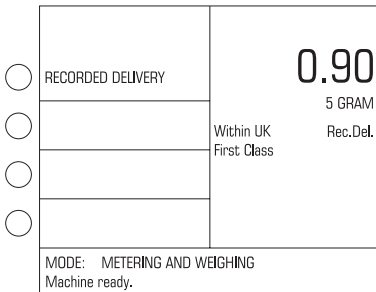 RECORDED DELIVERY
0.90
5 GRAM
Within UK Rec.Del.
First Class
MODE: METERING AND WEIGHING
Machine ready.